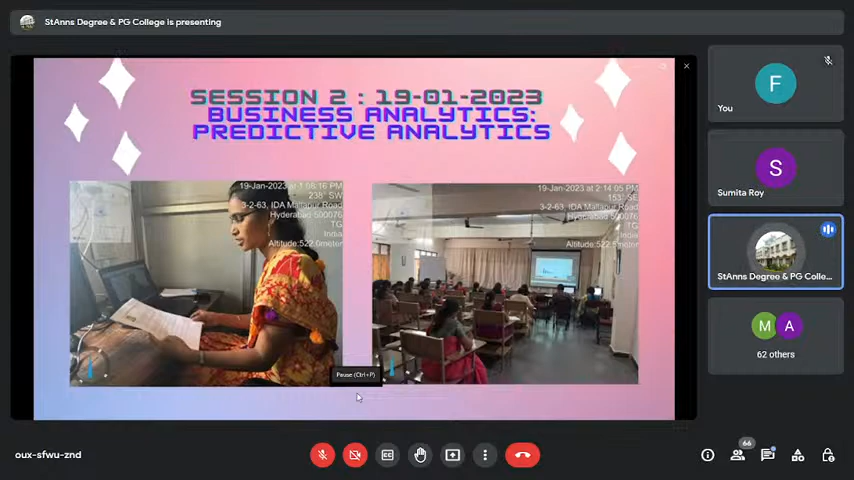 StAnns Degree & PG College is presenting
SESSION 2 : 19-01-2023
BUSINESS ANALYTICS:
PREDICTIVE ANALYTICS
19-Jan-2023 at 1:08:16 PM
238° SW
3-2-63, IDA Mallapur Road
Hyderabad 500076
TG
India
Altitude:522.0meter
19-Jan-2023 at 2:14:05 PM
153° SE
3-2-63, IDA Mallapur Road
Hyderabad 500076
TG
India
Altitude:522.5meter
Pause (Ctrl+P)
F
You
S
Sumita Roy
StAnns Degree & PG Colle...
M A
62 others
oux-sfwu-znd
66